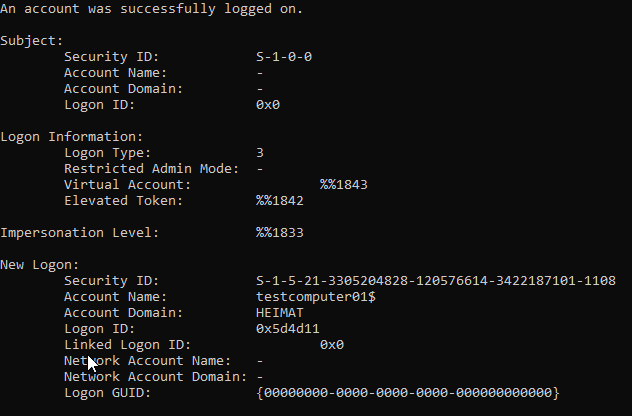 An account was successfully logged on.
Subject:
Security ID: S-1-0-0
Account Name: -
Account Domain: -
Logon ID: 0x0
Logon Information:
Logon Type: 3
Restricted Admin Mode: -
Virtual Account: %%1843
Elevated Token: %%1842
Impersonation Level: %%1833
New Logon:
Security ID: S-1-5-21-3305204828-120576614-3422187101-1108
Account Name: testcomputer01$
Account Domain: HEIMAT
Logon ID: 0x5d4d11
Linked Logon ID: 0x0
Network Account Name: -
Network Account Domain: -
Logon GUID: {00000000-0000-0000-0000-000000000000}